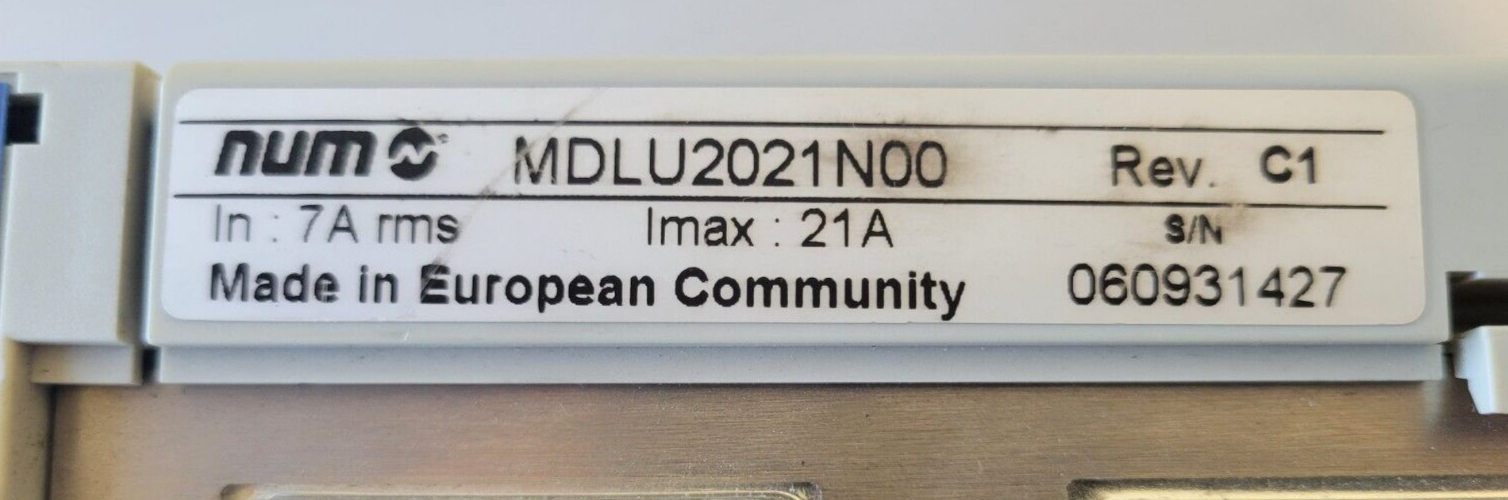 num MDLU2021N00 Rev. C1
In : 7A rms Imax : 21A S/N
Made in European Community 060931427